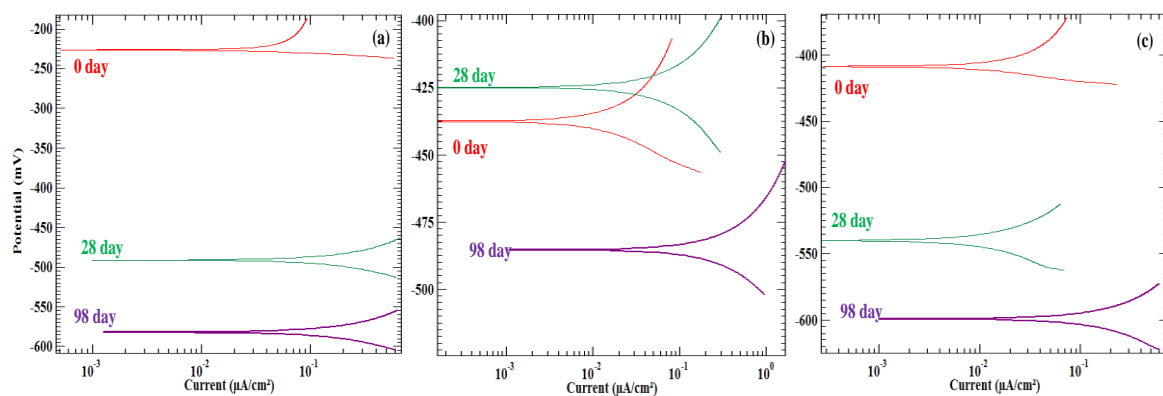 (a)
-200
-250
0 day
-300
-350
-400
-450
28 day
-500
-550
98 day
-600
Potential (mV)
10⁻³ 10⁻² 10⁻¹
Current (µA/cm²)
(b)
-400
28 day
-425
0 day
-450
-475
98 day
-500
10⁻³ 10⁻² 10⁻¹ 10⁰
Current (µA/cm²)
(c)
-400
0 day
-450
-500
28 day
-550
98 day
-600
10⁻³ 10⁻² 10⁻¹
Current (µA/cm²)